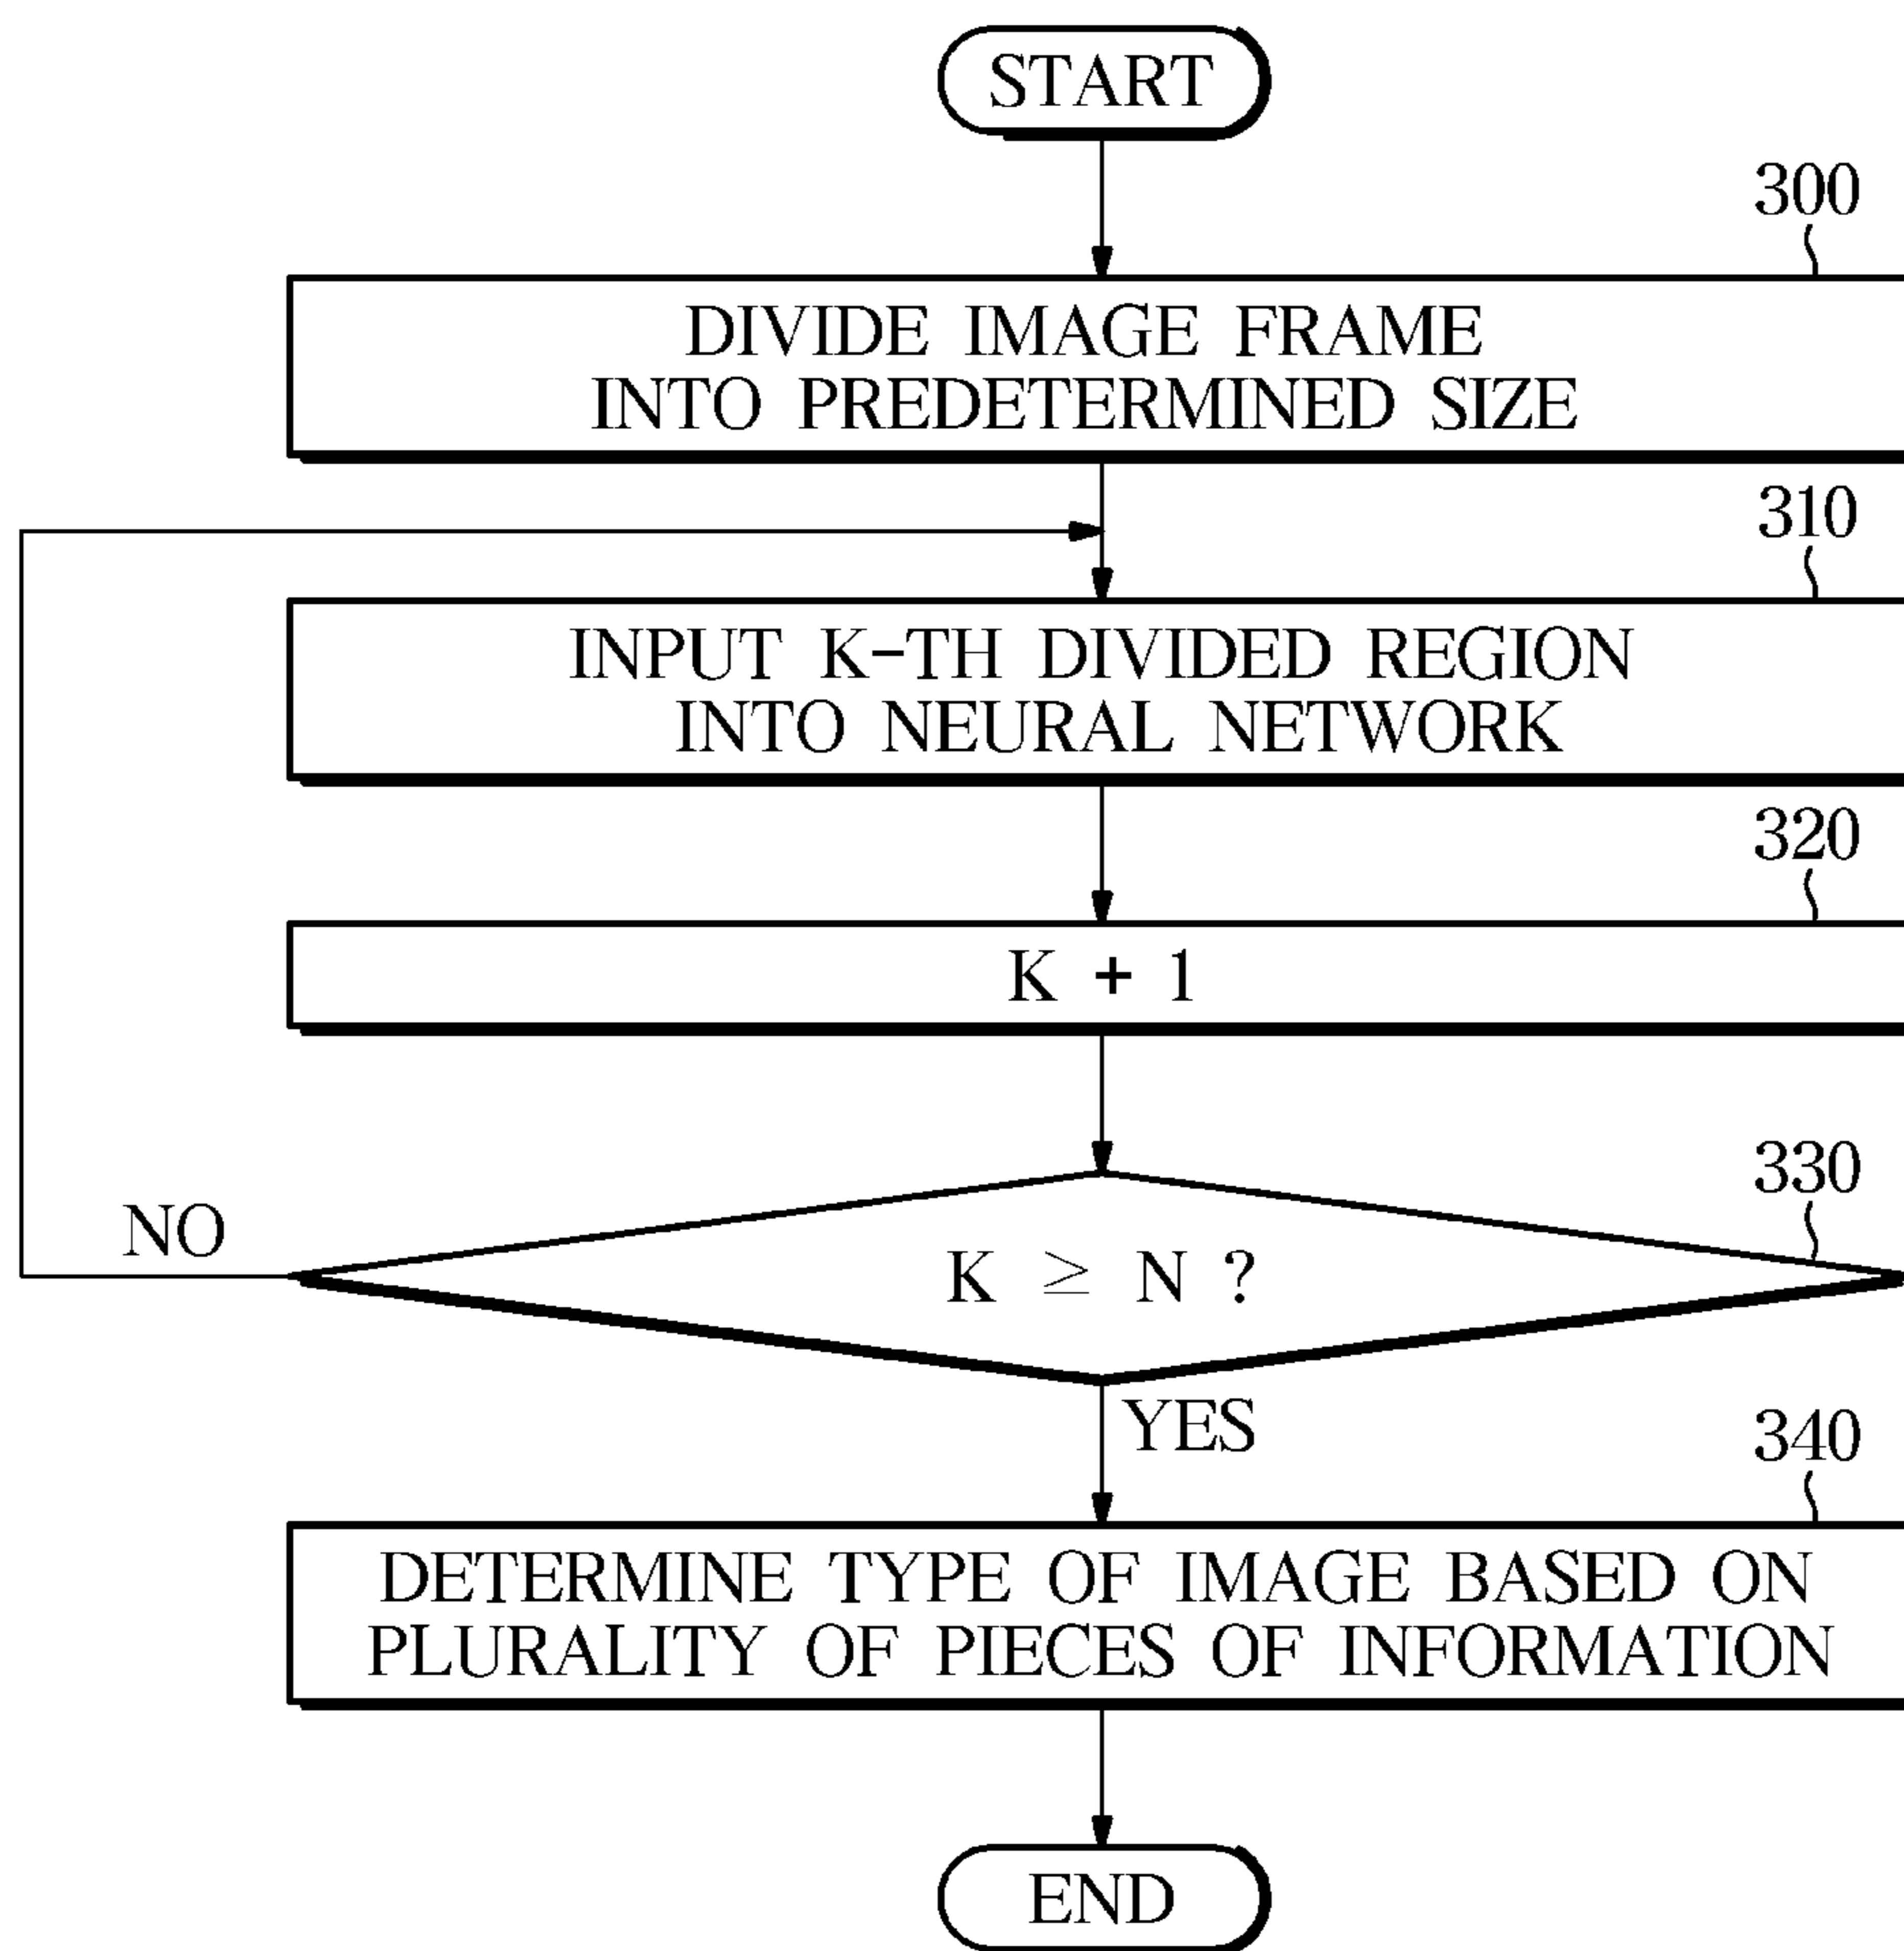 START
300
DIVIDE IMAGE FRAME
INTO PREDETERMINED SIZE
310
INPUT K-TH DIVIDED REGION
INTO NEURAL NETWORK
320
K + 1
330
NO
K ≥ N ?
YES
340
DETERMINE TYPE OF IMAGE BASED ON
PLURALITY OF PIECES OF INFORMATION
END